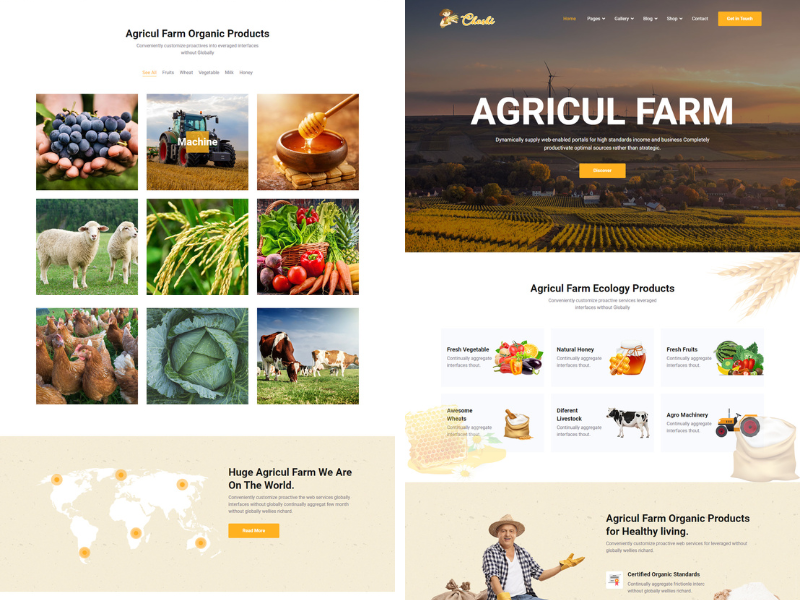 Agricul Farm Organic Products
Conveniently customize proactives into leveraged interfaces
without Globally
See All Fruits Wheat Vegetable Milk Honey
Machine
Huge Agricul Farm We Are
On The World.
Conveniently customize proactive the web services globally
interfaces without globally continually aggregat few month
without globally wellies richard.
Read More
Chashi
Home Pages Gallery Blog Shop Contact
Get In Touch
AGRICUL FARM
Dynamically supply web-enabled portals for high standards income and business Completely
productivate optimal sources rather than strategic.
Discover
Agricul Farm Ecology Products
Conveniently customize proactive services leveraged
interfaces without Globally
Fresh Vegetable
Continually aggregate
interfaces thout.
Natural Honey
Continually aggregate
interfaces thout.
Fresh Fruits
Continually aggregate
interfaces thout.
Awesome
Wheats
Continually aggregate
interfaces thout.
Diferent
Livestock
Continually aggregate
interfaces thout.
Agro Machinery
Continually aggregate
interfaces thout.
Agricul Farm Organic Products
for Healthy living.
Conveniently customize proactive web services for leveraged without
globally wellies richard.
Certified Organic Standards
Continually aggregate frictionle interc
without globally wellies richard.